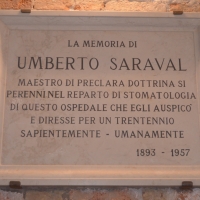 LA MEMORIA DI
UMBERTO SARAVAL
MAESTRO DI PRECLARA DOTTRINA SI
PERENNI NEL REPARTO DI STOMATOLOGIA
DI QUESTO OSPEDALE CHE EGLI AUSPICÒ
E DIRESSE PER UN TRENTENNIO
SAPIENTEMENTE - UMANAMENTE
1893 - 1957